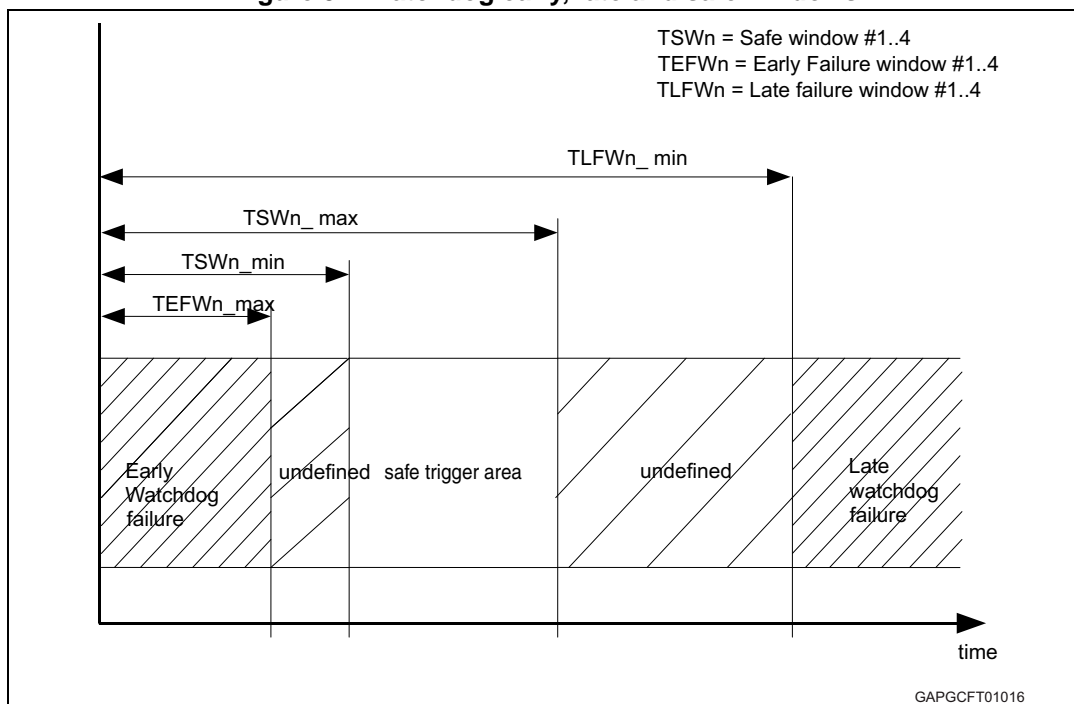 TSWn = Safe window #1..4
TEFWn = Early Failure window #1..4
TLFWn = Late failure window #1..4
TLFWn_ min
TSWn_ max
TSWn_min
TEFWn_max
Early
Watchdog
failure
undefined
safe trigger area
undefined
Late
watchdog
failure
time
GAPGCFT01016